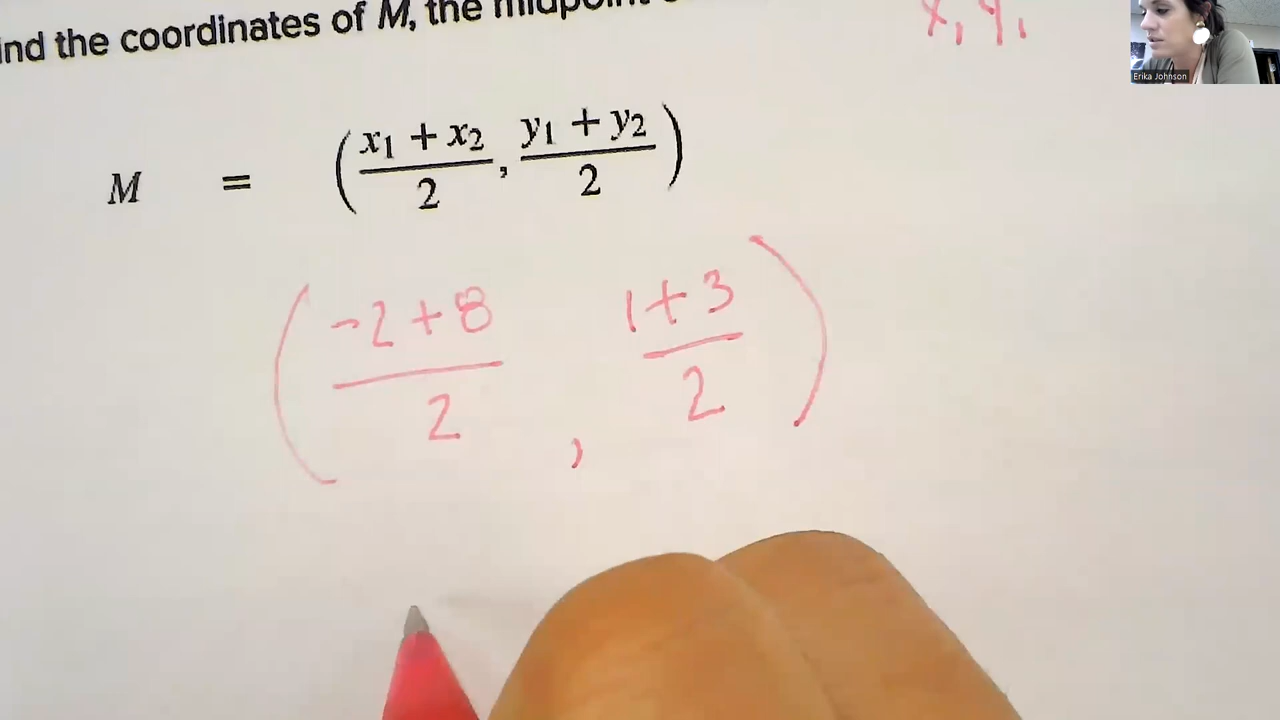 ind the coordinates of M, the midpoint
x, y,
Erika Johnson
M = (x₁ + x₂ / 2, y₁ + y₂ / 2)
(-2 + 8 / 2, 1 + 3 / 2)